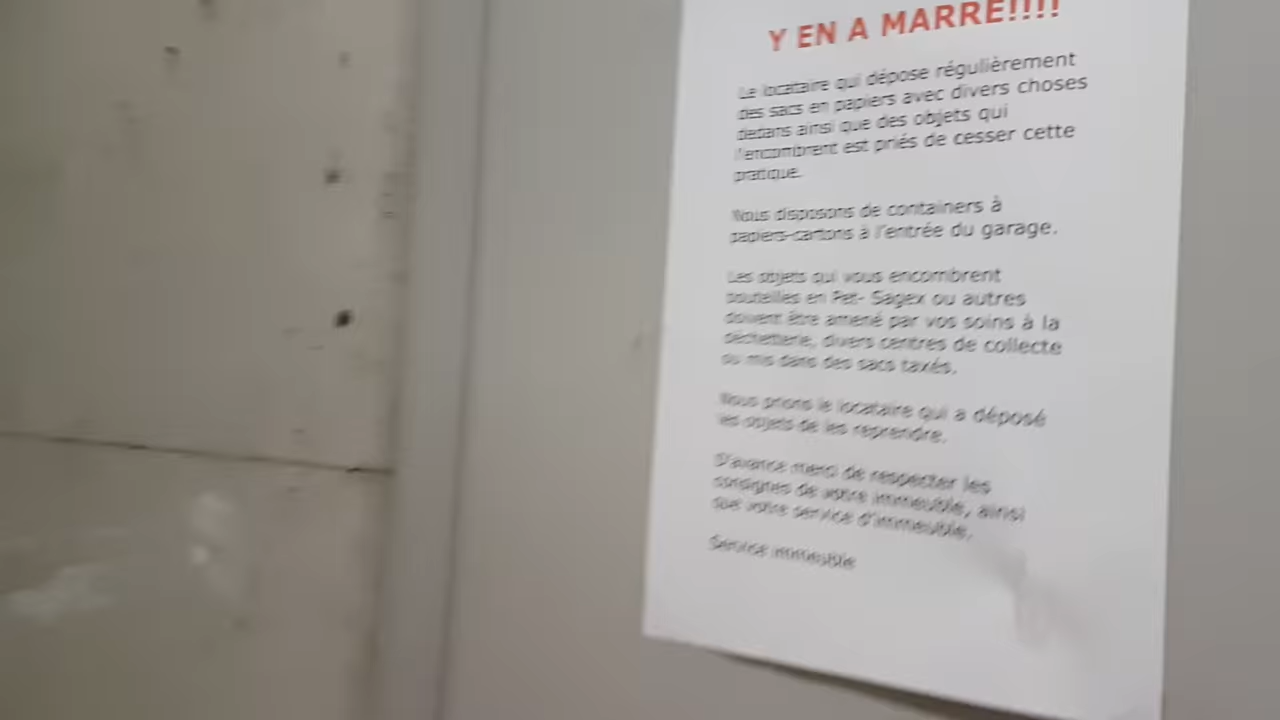 Y EN A MARRE!!!!
Le locataire qui dépose régulièrement
des sacs en papiers avec divers choses
dedans ainsi que des objets qui
l'encombrent est priés de cesser cette
pratique.
Nous disposons de containers à
papiers-cartons à l'entrée du garage.
Les objets qui vous encombrent
bouteilles en Pet- Sagex ou autres
doivent être amené par vos soins à la
déchetterie, divers centres de collecte
ou mis dans des sacs taxés.
Nous prions le locataire qui a déposé
les objets de les reprendre.
D'avance merci de respecter les
consignes de votre immeuble, ainsi
que votre service d'immeuble.
Service immeuble